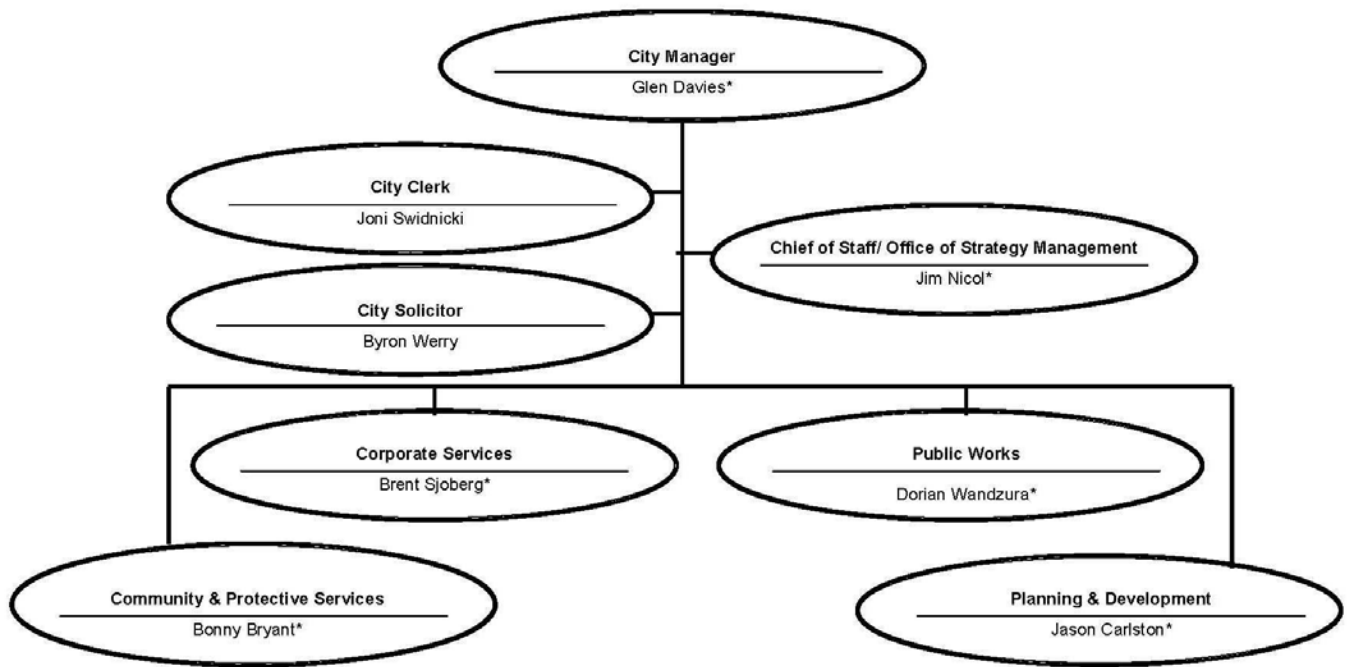 City Manager
Glen Davies*
City Clerk
Joni Swidnicki
Chief of Staff/ Office of Strategy Management
Jim Nicol*
City Solicitor
Byron Werry
Corporate Services
Brent Sjoberg*
Public Works
Dorian Wandzura*
Community & Protective Services
Bonny Bryant*
Planning & Development
Jason Carlston*